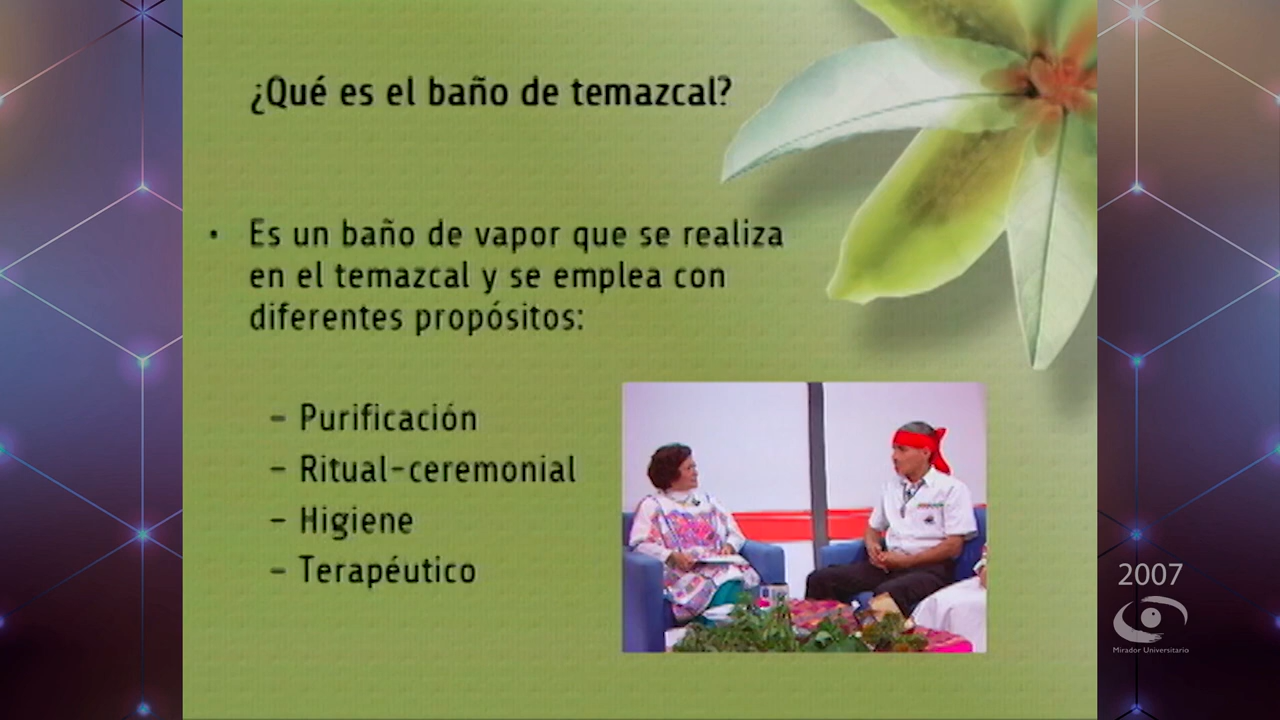 ¿Qué es el baño de temazcal?
• Es un baño de vapor que se realiza
en el temazcal y se emplea con
diferentes propósitos:
– Purificación
– Ritual-ceremonial
– Higiene
– Terapéutico
2007
Mirador Universitario